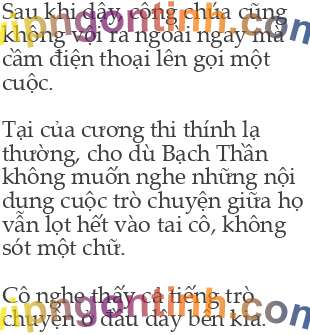 Sau khi dậy, công chúa cũng
không vội ra ngoài ngay mà
cầm điện thoại lên gọi một
cuộc.
Tại của cương thi thính lạ
thường, cho dù Bạch Thần
không muốn nghe những nội
dung cuộc trò chuyện giữa họ
vẫn lọt hết vào tai cô, không
sót một chữ.
Cô nghe thấy cả tiếng trò
chuyện ở đầu dây bên kia.
vipngontinh.com
vipngontinh.com